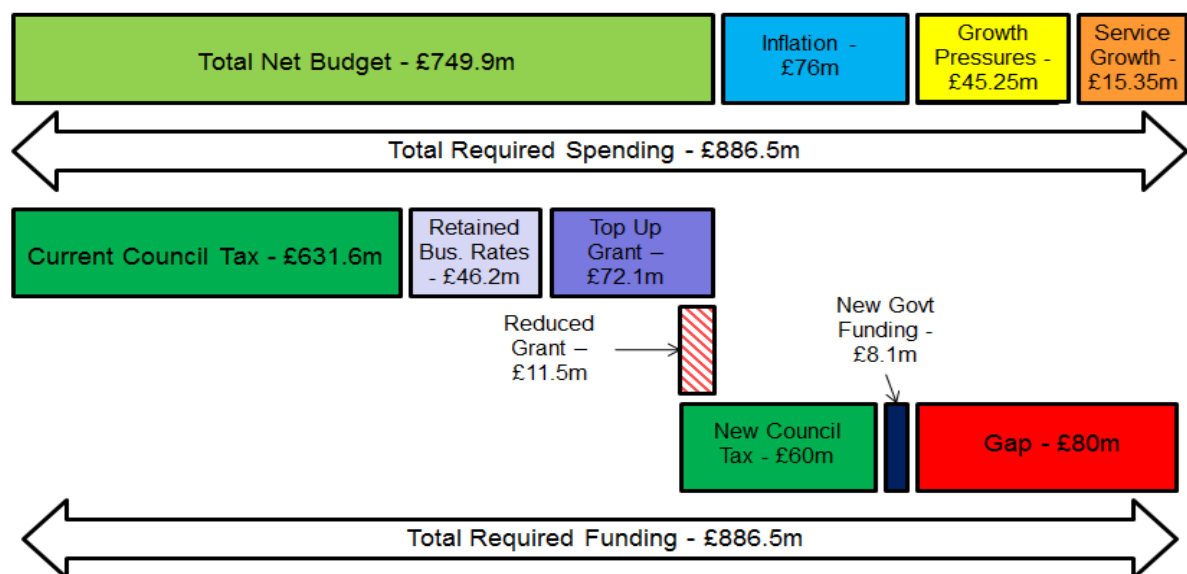 Total Net Budget - £749.9m
Inflation -
£76m
Growth
Pressures -
£45.25m
Service
Growth -
£15.35m
Total Required Spending - £886.5m
Current Council Tax - £631.6m
Retained
Bus. Rates
- £46.2m
Top Up
Grant –
£72.1m
Reduced
Grant –
£11.5m
New Govt
Funding -
£8.1m
New Council
Tax - £60m
Gap - £80m
Total Required Funding - £886.5m